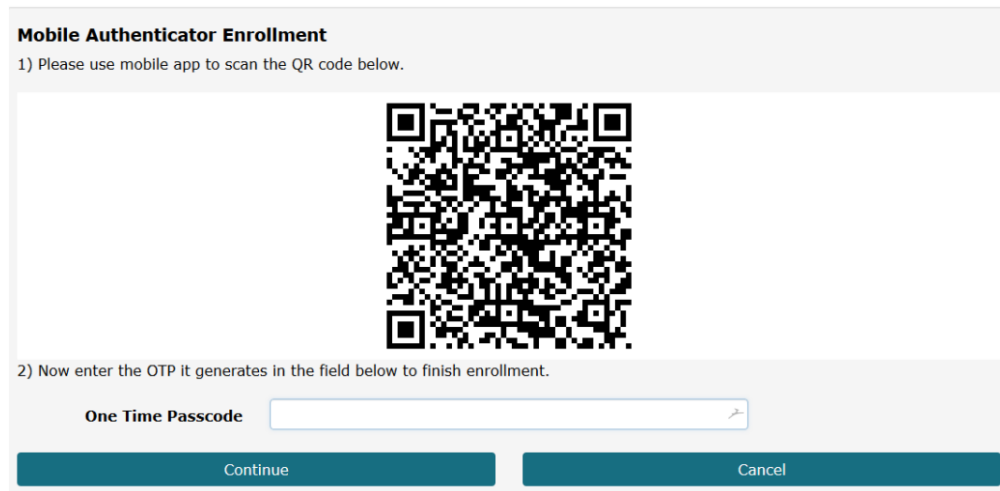 Mobile Authenticator Enrollment
1) Please use mobile app to scan the QR code below.
2) Now enter the OTP it generates in the field below to finish enrollment.
One Time Passcode
Continue
Cancel